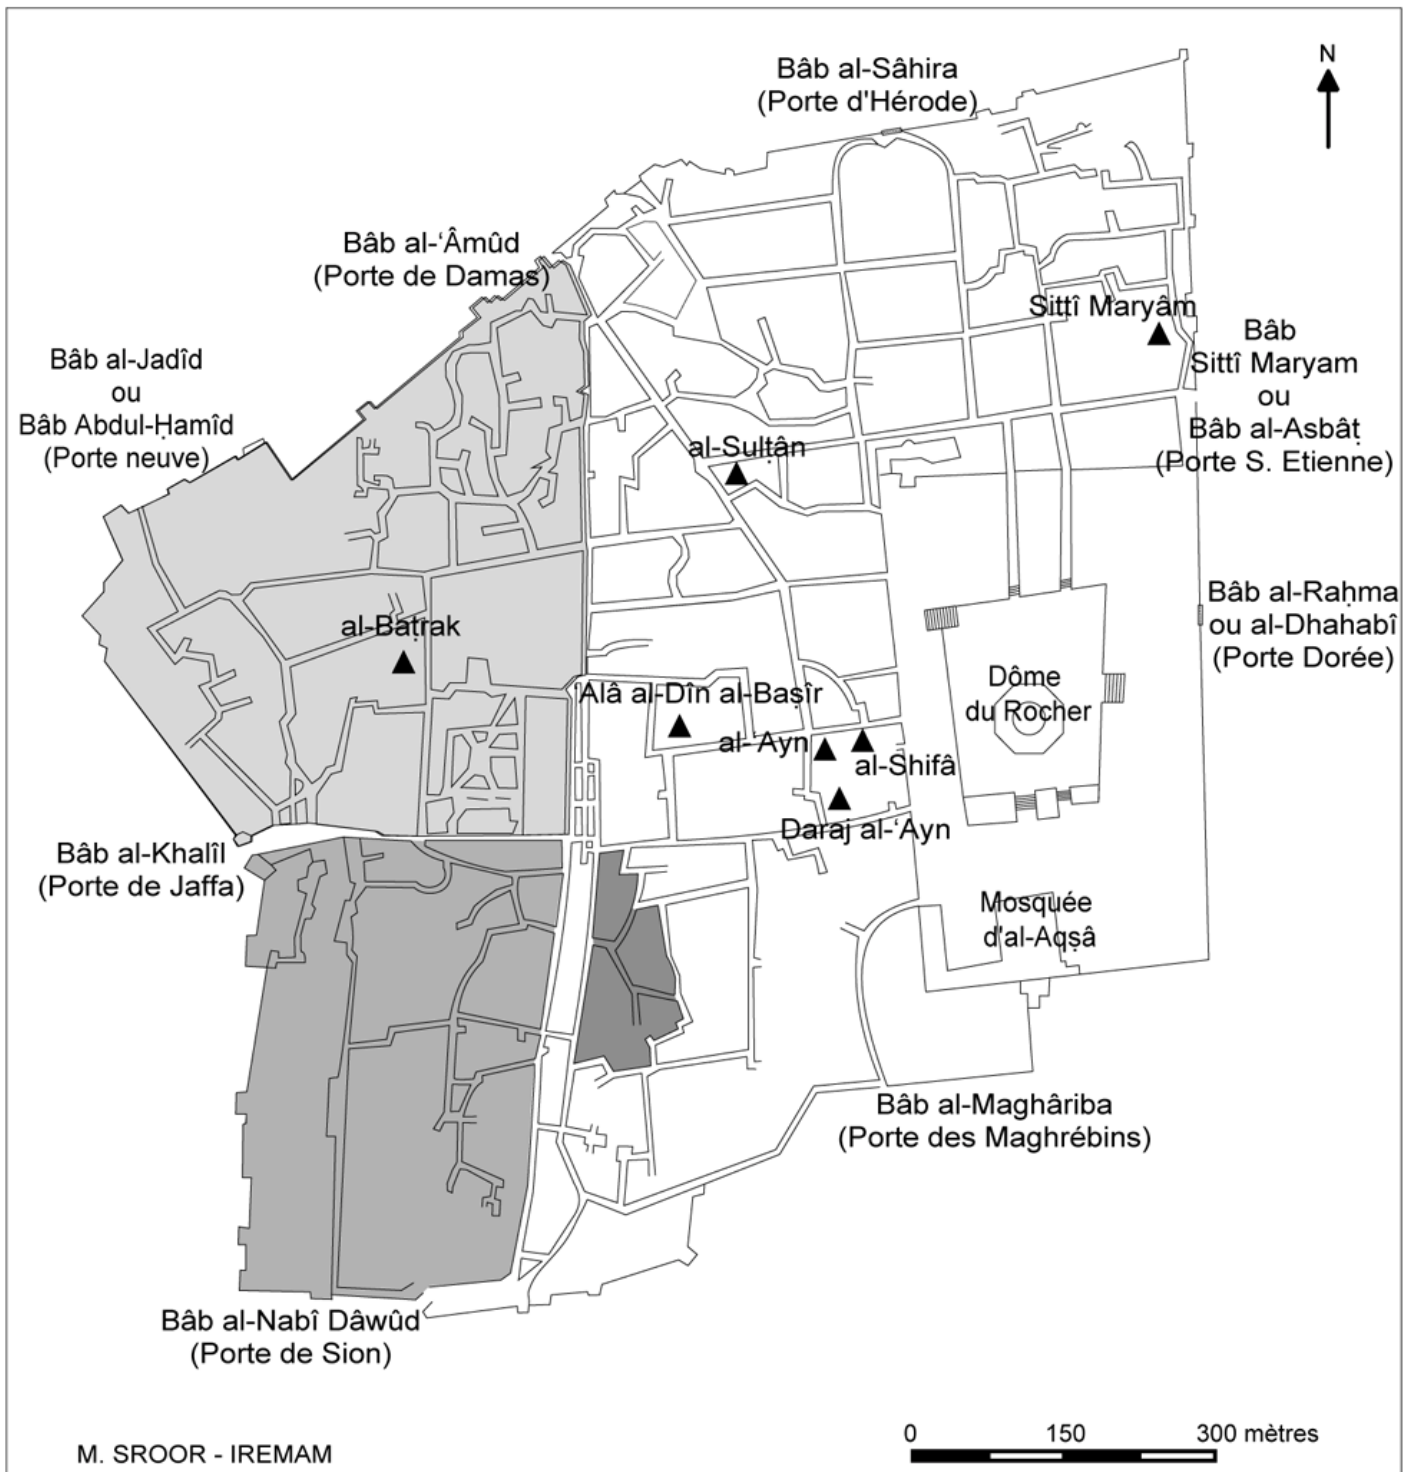 Bâb al-Sâhira
(Porte d'Hérode)
N
Bâb al-‘Âmûd
(Porte de Damas)
Sittî Maryâm
Bâb
Sittî Maryam
ou
Bâb al-Asbâṭ
(Porte S. Etienne)
Bâb al-Jadîd
ou
Bâb Abdul-Ḥamîd
(Porte neuve)
al-Sulṭân
Bâb al-Raḥma
ou al-Dhahabî
(Porte Dorée)
al-Baṭrak
Dôme
du Rocher
‘Alâ al-Dîn al-Baṣîr
al-‘Ayn
al-Shifâ
Daraj al-‘Ayn
Bâb al-Khalîl
(Porte de Jaffa)
Mosquée
d'al-Aqṣâ
Bâb al-Maghâriba
(Porte des Maghrébins)
Bâb al-Nabî Dâwûd
(Porte de Sion)
0 150 300 mètres
M. SROOR - IREMAM